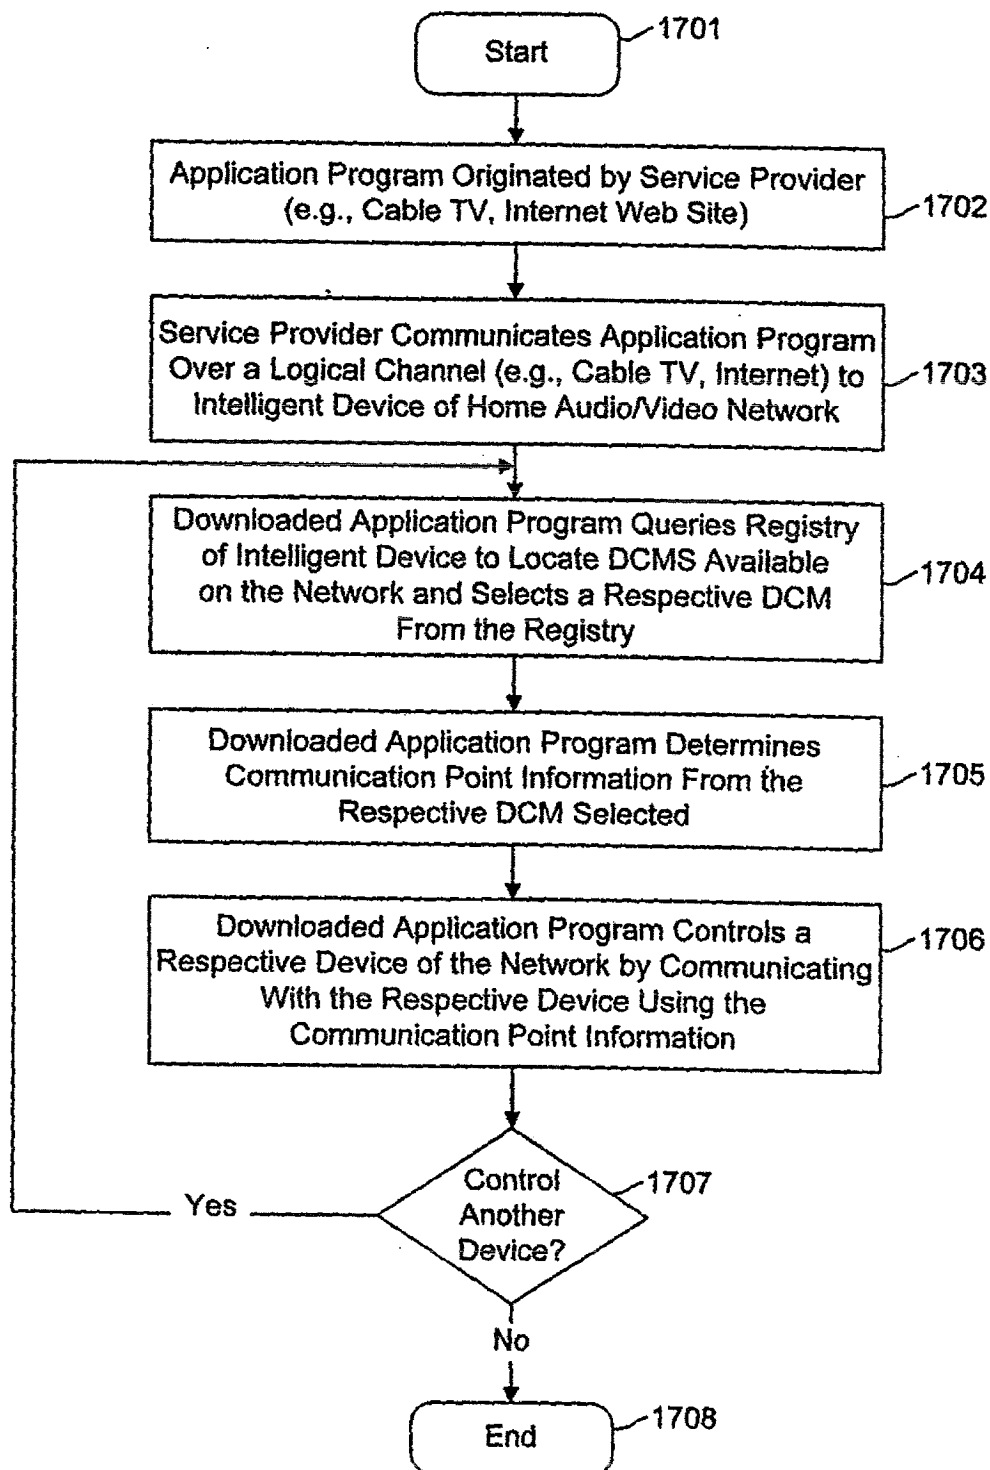 Start
1701
Application Program Originated by Service Provider
(e.g., Cable TV, Internet Web Site)
1702
Service Provider Communicates Application Program
Over a Logical Channel (e.g., Cable TV, Internet) to
Intelligent Device of Home Audio/Video Network
1703
Downloaded Application Program Queries Registry
of Intelligent Device to Locate DCMS Available
on the Network and Selects a Respective DCM
From the Registry
1704
Downloaded Application Program Determines
Communication Point Information From the
Respective DCM Selected
1705
Downloaded Application Program Controls a
Respective Device of the Network by Communicating
With the Respective Device Using the
Communication Point Information
1706
Control
Another
Device?
1707
Yes
No
End
1708